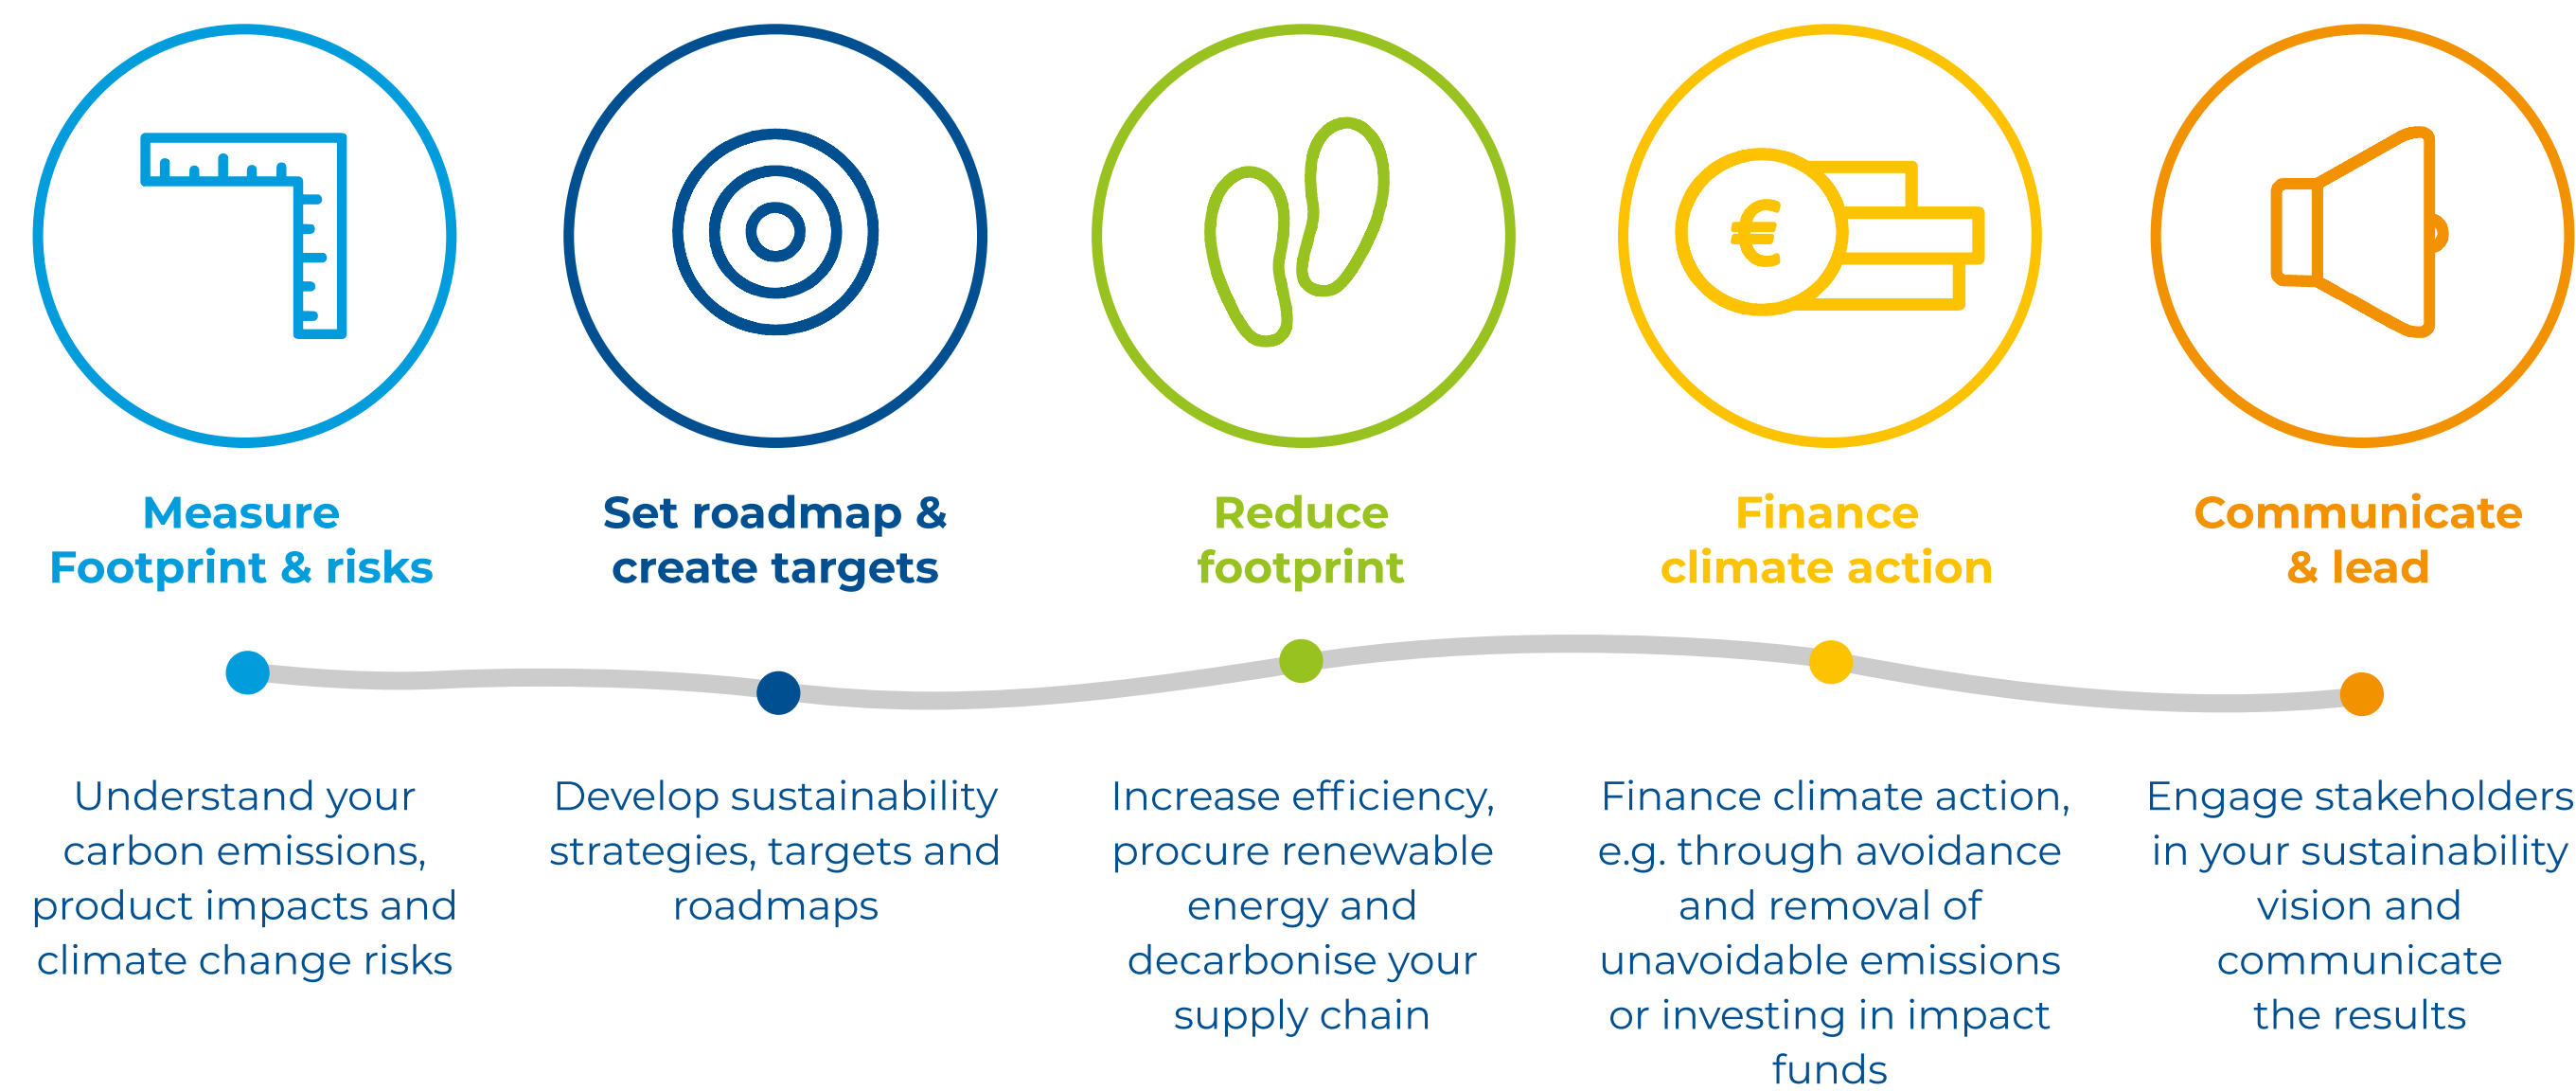 €
Measure
Footprint & risks
Set roadmap &
create targets
Reduce
footprint
Finance
climate action
Communicate
& lead
Understand your
carbon emissions,
product impacts and
climate change risks
Develop sustainability
strategies, targets and
roadmaps
Increase efficiency,
procure renewable
energy and
decarbonise your
supply chain
Finance climate action,
e.g. through avoidance
and removal of
unavoidable emissions
or investing in impact
funds
Engage stakeholders
in your sustainability
vision and
communicate
the results